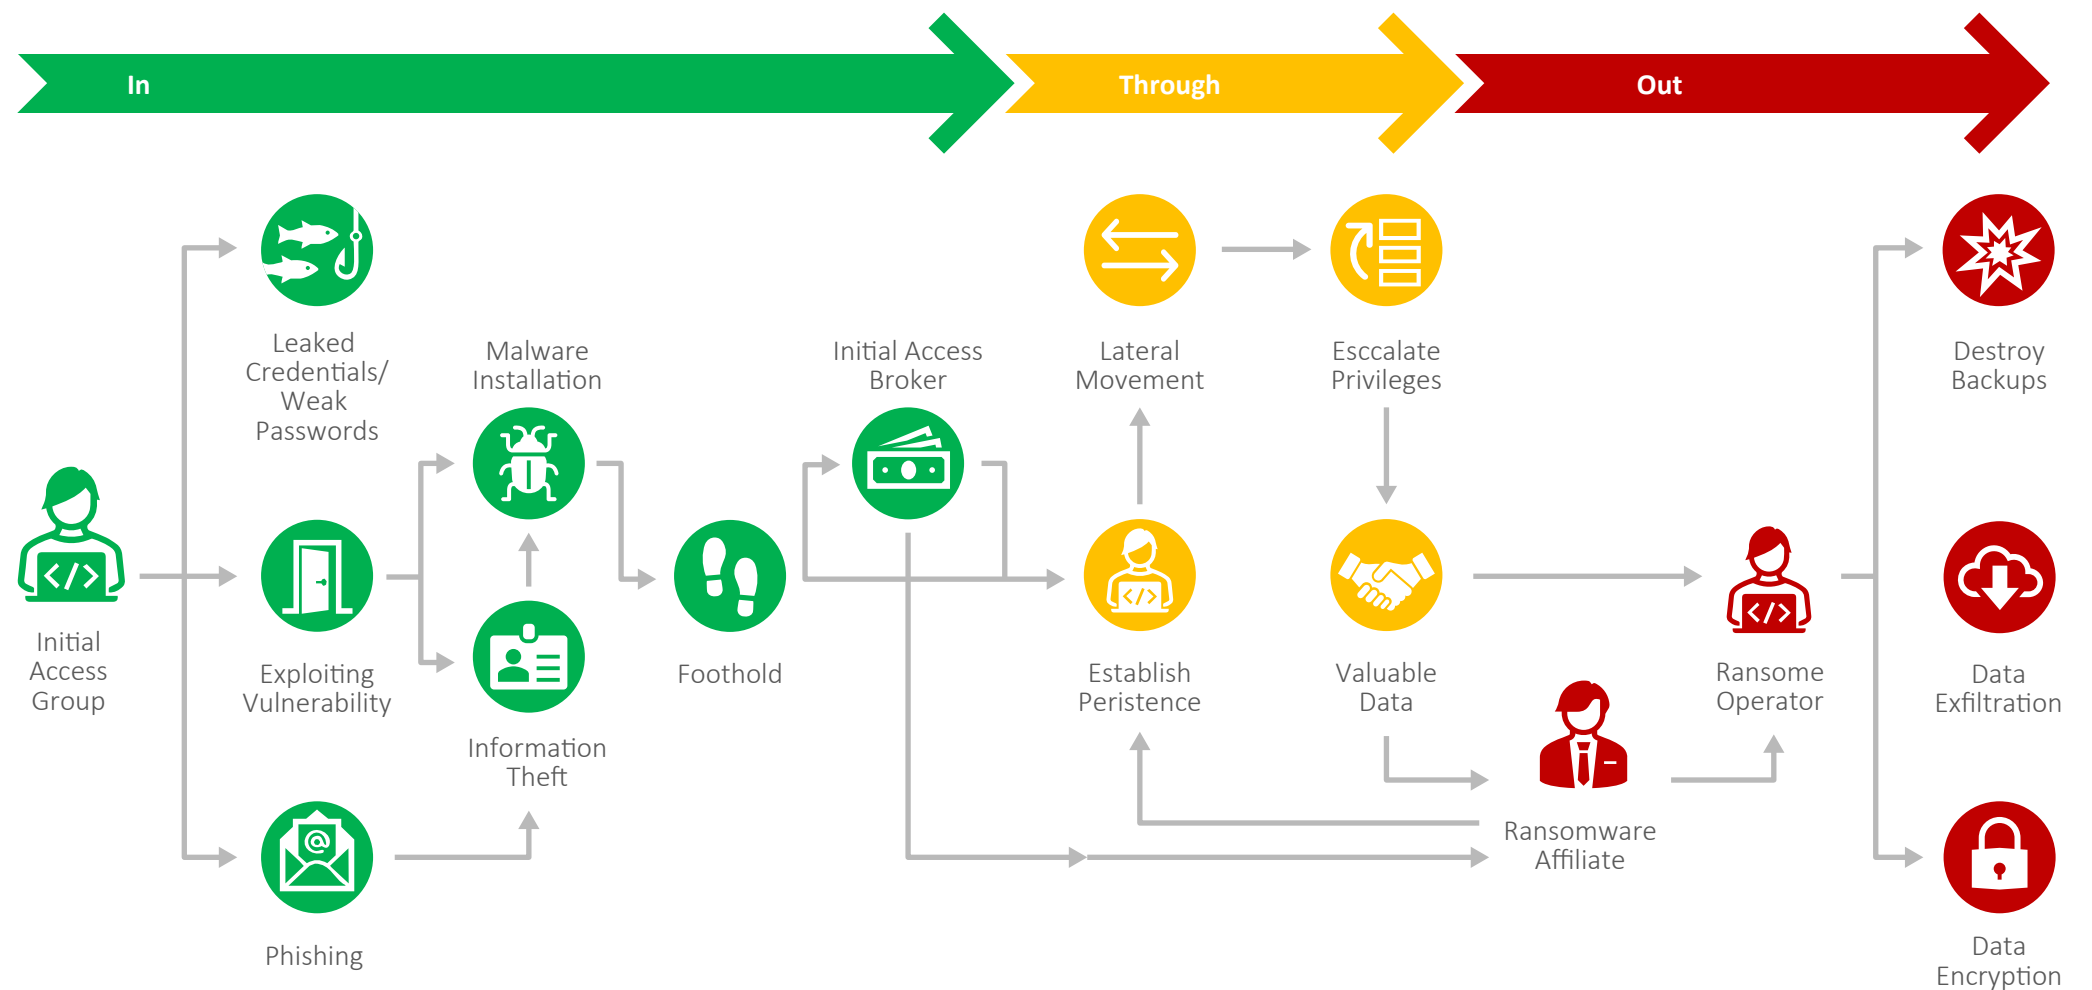 In
Through
Out
Leaked
Credentials/
Weak
Passwords
Malware
Installation
Initial Access
Broker
Lateral
Movement
Esccalate
Privileges
Destroy
Backups
</>
Initial
Access
Group
Exploiting
Vulnerability
Information
Theft
Foothold
</>
Establish
Peristence
Valuable
Data
</>
Ransome
Operator
Data
Exfiltration
@
Phishing
Ransomware
Affiliate
Data
Encryption